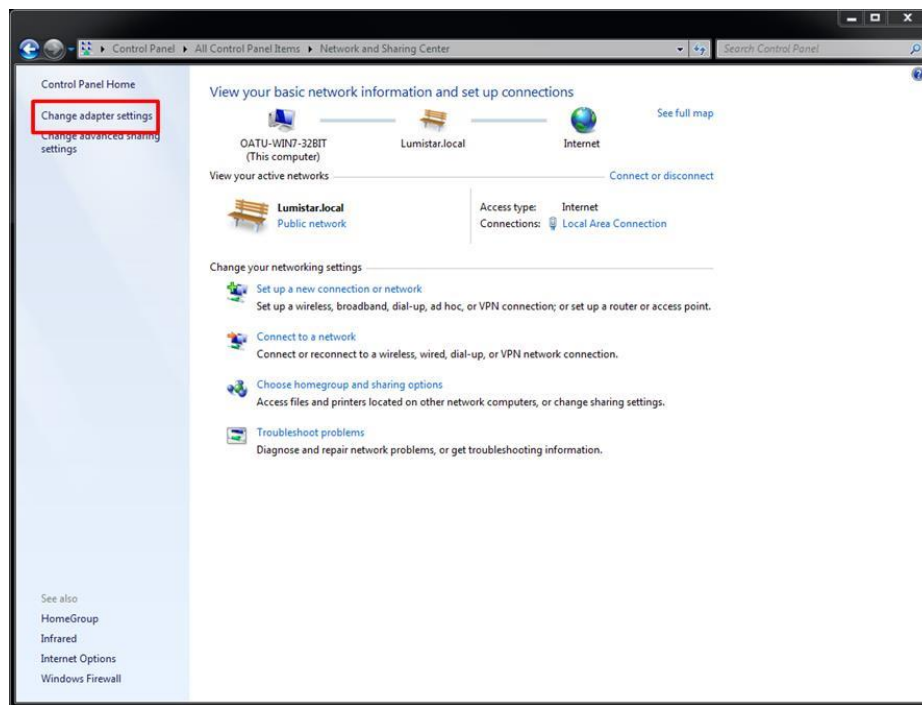 Control Panel ▸ All Control Panel Items ▸ Network and Sharing Center
Search Control Panel
Control Panel Home
Change adapter settings
Change advanced sharing
settings
View your basic network information and set up connections
See full map
OATU-WIN7-32BIT
(This computer)
Lumistar.local
Internet
View your active networks
Connect or disconnect
Lumistar.local
Public network
Access type: Internet
Connections: Local Area Connection
Change your networking settings
Set up a new connection or network
Set up a wireless, broadband, dial-up, ad hoc, or VPN connection; or set up a router or access point.
Connect to a network
Connect or reconnect to a wireless, wired, dial-up, or VPN network connection.
Choose homegroup and sharing options
Access files and printers located on other network computers, or change sharing settings.
Troubleshoot problems
Diagnose and repair network problems, or get troubleshooting information.
See also
HomeGroup
Infrared
Internet Options
Windows Firewall